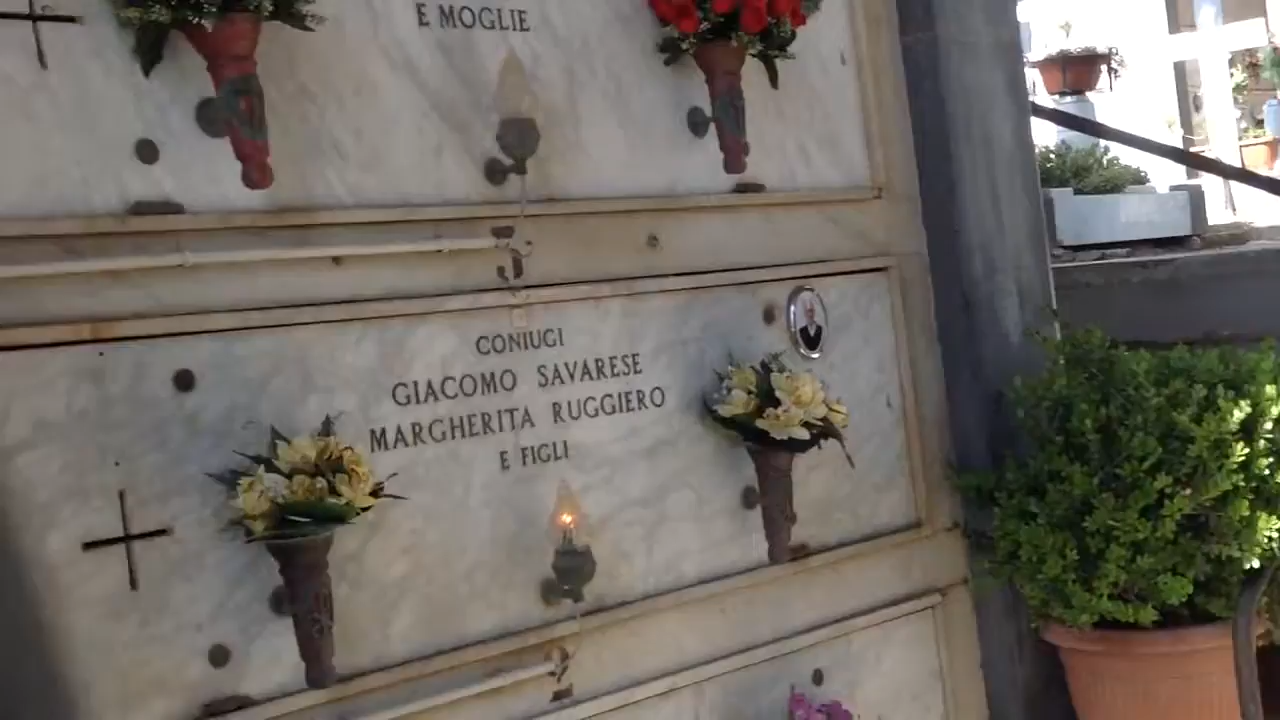 E MOGLIE
CONIUGI
GIACOMO SAVARESE
MARGHERITA RUGGIERO
E FIGLI